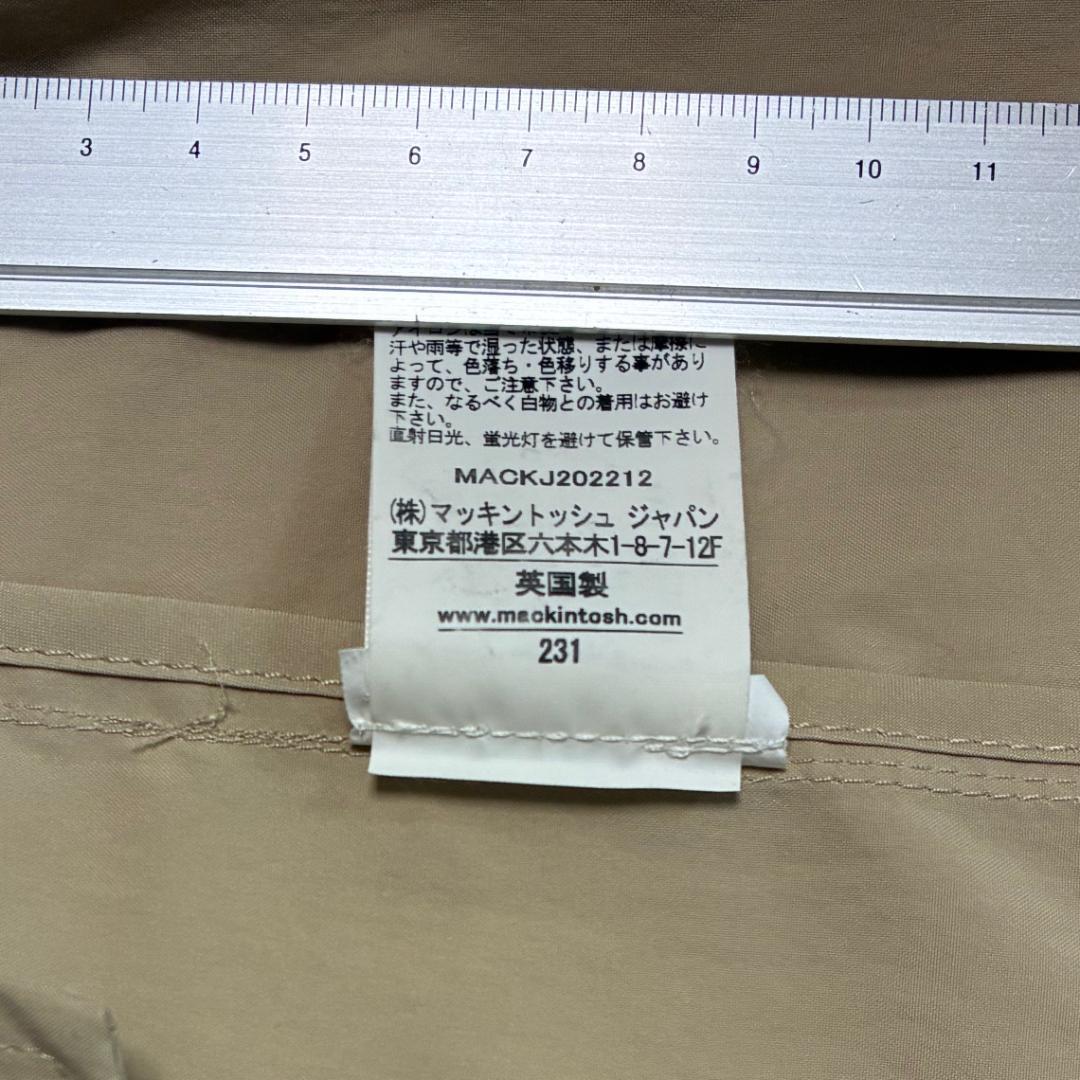 3 4 5 6 7 8 9 10 11
汗や雨等で湿った状態、または摩擦に
よって、色落ち・色移りする事があり
ますので、ご注意下さい。
また、なるべく白物との着用はお避け
下さい。
直射日光、蛍光灯を避けて保管下さい。
MACKJ202212
(株)マッキントッシュ ジャパン
東京都港区六本木1-8-7-12F
英国製
www.mackintosh.com
231